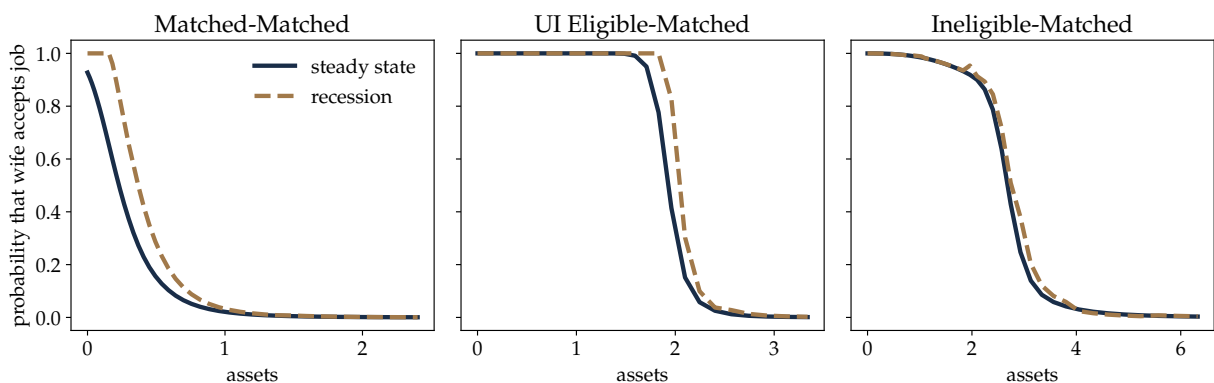 Matched-Matched
UI Eligible-Matched
Ineligible-Matched
probability that wife accepts job
1.0
0.8
0.6
0.4
0.2
0.0
steady state
recession
0 1 2
0 1 2 3
0 2 4 6
assets
assets
assets